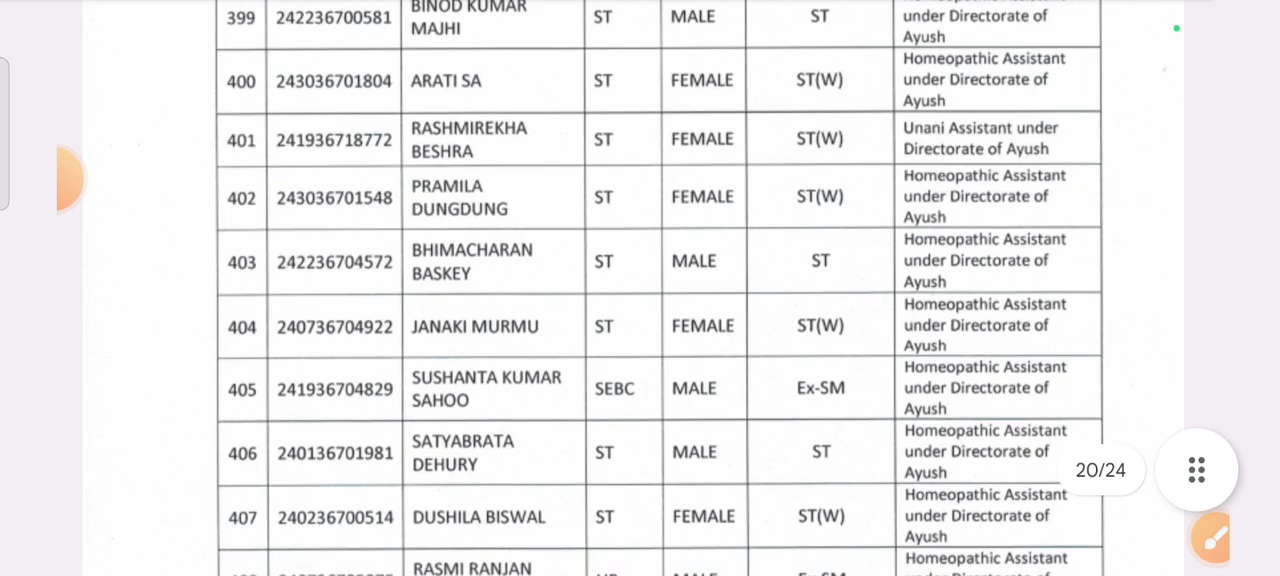 399 242236700581 BINOD KUMAR MAJHI ST MALE ST under Directorate of Ayush
400 243036701804 ARATI SA ST FEMALE ST(W) Homeopathic Assistant under Directorate of Ayush
401 241936718772 RASHMIREKHA BESHRA ST FEMALE ST(W) Unani Assistant under Directorate of Ayush
402 243036701548 PRAMILA DUNGDUNG ST FEMALE ST(W) Homeopathic Assistant under Directorate of Ayush
403 242236704572 BHIMACHARAN BASKEY ST MALE ST Homeopathic Assistant under Directorate of Ayush
404 240736704922 JANAKI MURMU ST FEMALE ST(W) Homeopathic Assistant under Directorate of Ayush
405 241936704829 SUSHANTA KUMAR SAHOO SEBC MALE Ex-SM Homeopathic Assistant under Directorate of Ayush
406 240136701981 SATYABRATA DEHURY ST MALE ST Homeopathic Assistant under Directorate of Ayush
20/24
407 240236700514 DUSHILA BISWAL ST FEMALE ST(W) Homeopathic Assistant under Directorate of Ayush
RASMI RANJAN Homeopathic Assistant